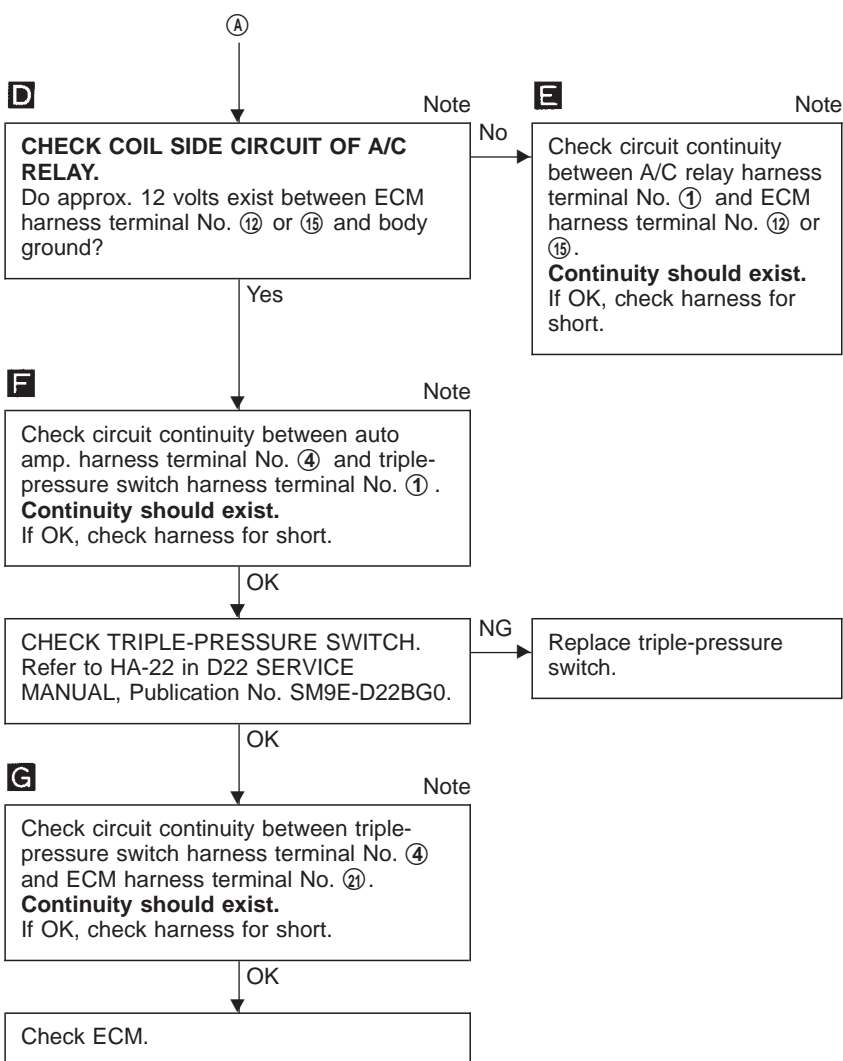 Ⓐ
D
Note
CHECK COIL SIDE CIRCUIT OF A/C
RELAY.
Do approx. 12 volts exist between ECM
harness terminal No. ⑫ or ⑮ and body
ground?
No
E
Note
Check circuit continuity
between A/C relay harness
terminal No. ① and ECM
harness terminal No. ⑫ or
⑮.
Continuity should exist.
If OK, check harness for
short.
Yes
F
Note
Check circuit continuity between auto
amp. harness terminal No. ④ and triple-
pressure switch harness terminal No. ① .
Continuity should exist.
If OK, check harness for short.
OK
CHECK TRIPLE-PRESSURE SWITCH.
Refer to HA-22 in D22 SERVICE
MANUAL, Publication No. SM9E-D22BG0.
NG
Replace triple-pressure
switch.
OK
G
Note
Check circuit continuity between triple-
pressure switch harness terminal No. ④
and ECM harness terminal No. ㉑.
Continuity should exist.
If OK, check harness for short.
OK
Check ECM.